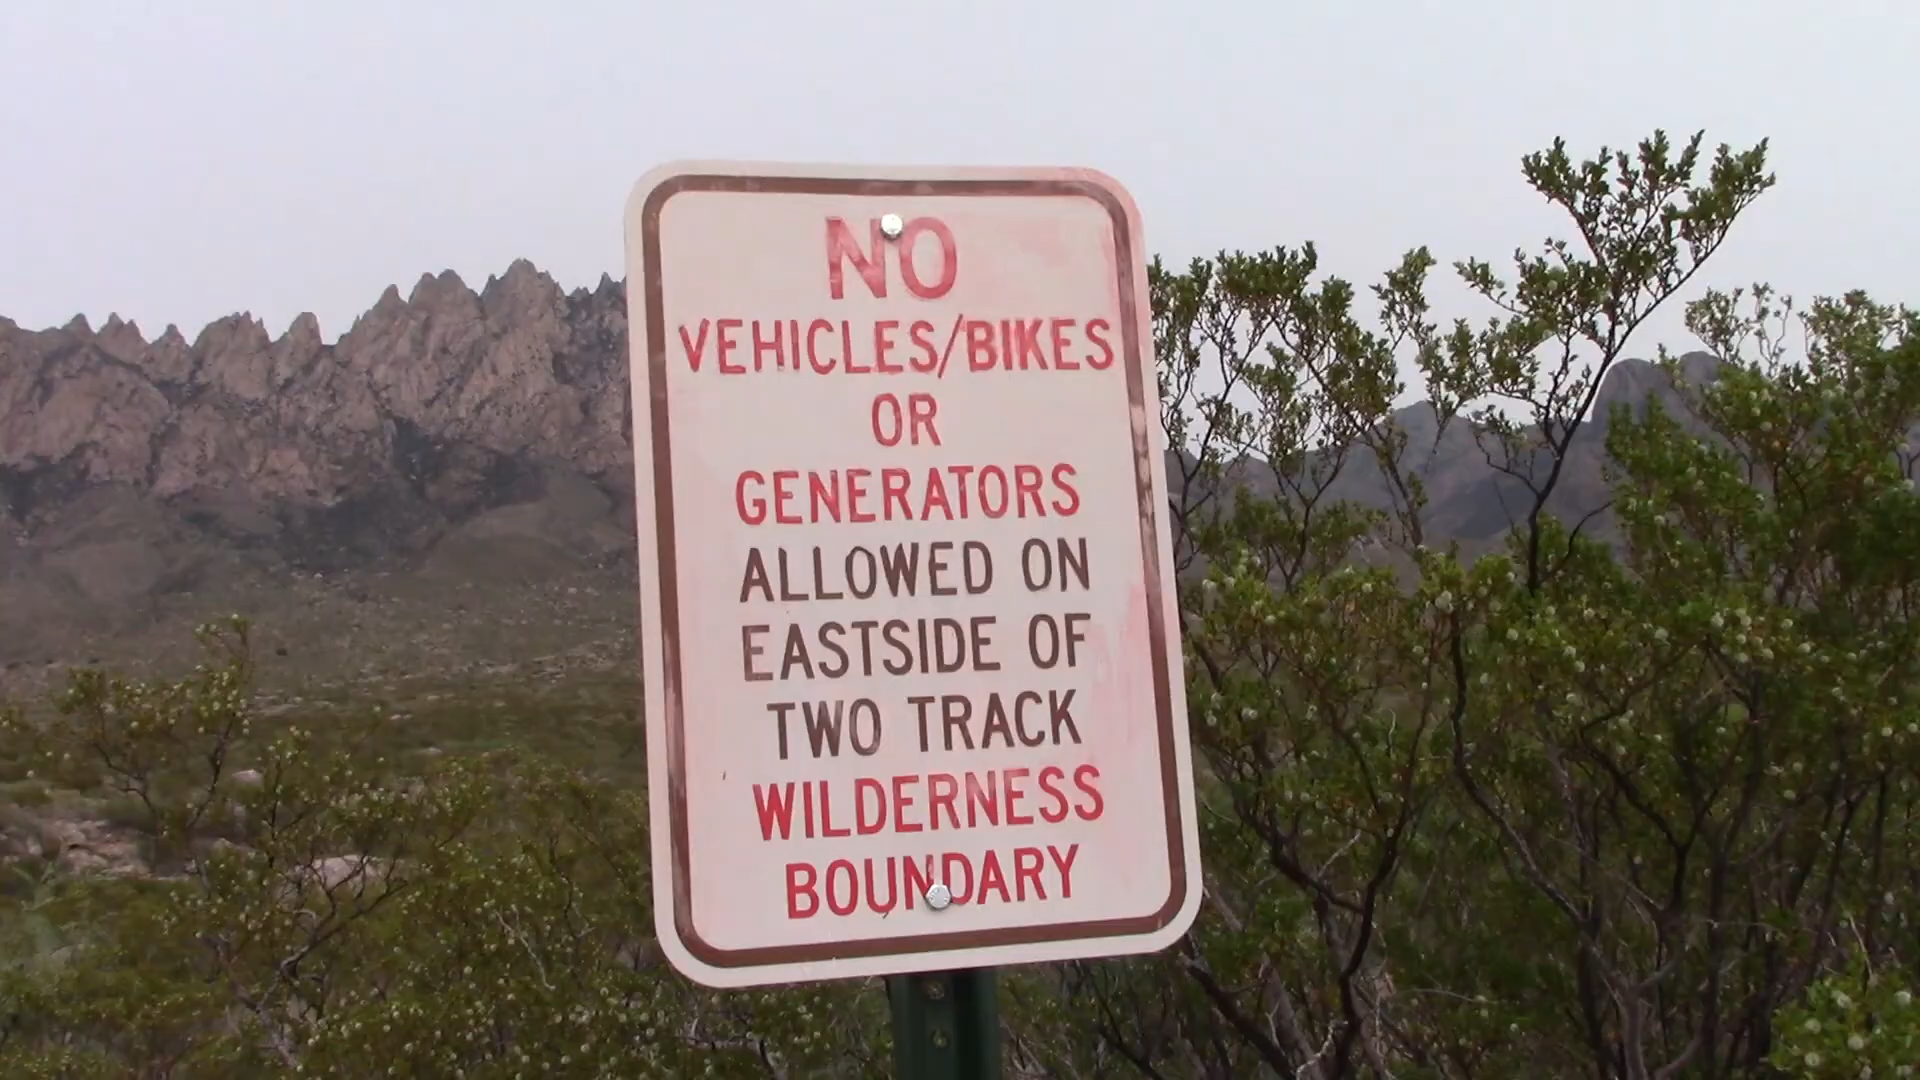 NO
VEHICLES/BIKES
OR
GENERATORS
ALLOWED ON
EASTSIDE OF
TWO TRACK
WILDERNESS
BOUNDARY